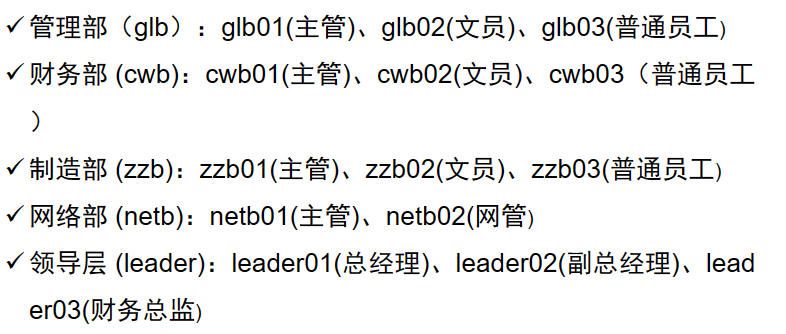 ✓管理部（glb）：glb01(主管)、glb02(文员)、glb03(普通员工)
✓财务部 (cwb)：cwb01(主管)、cwb02(文员)、cwb03（普通员工
）
✓制造部 (zzb)：zzb01(主管)、zzb02(文员)、zzb03(普通员工)
✓网络部 (netb)：netb01(主管)、netb02(网管)
✓领导层 (leader)：leader01(总经理)、leader02(副总经理)、lead
er03(财务总监)